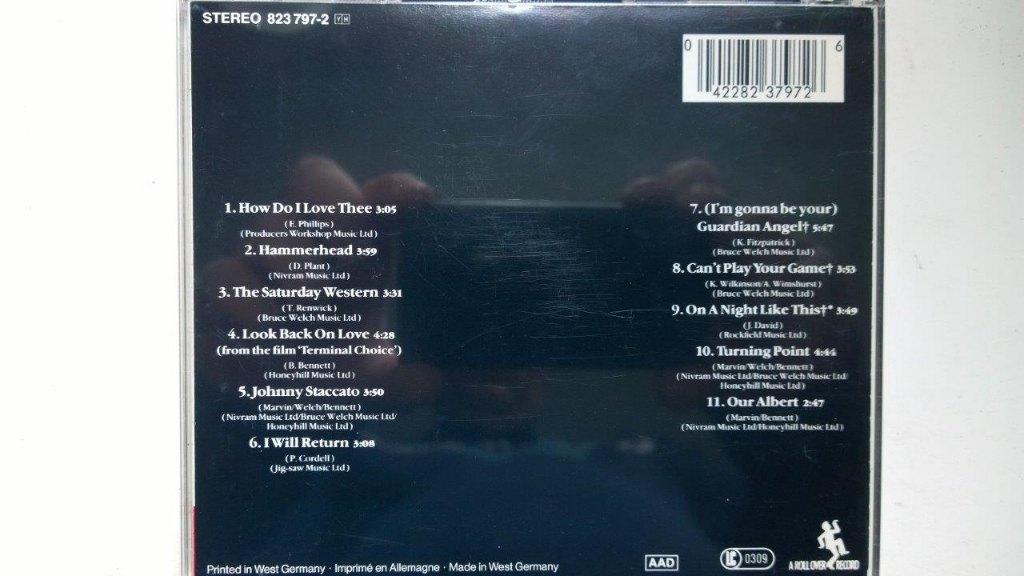 STEREO 823 797-2 YH
0 42282 37972 6
1. How Do I Love Thee 3:05
(E. Phillips)
(Producers Workshop Music Ltd)
2. Hammerhead 3:59
(D. Plant)
(Nivram Music Ltd)
3. The Saturday Western 3:31
(T. Renwick)
(Bruce Welch Music Ltd)
4. Look Back On Love 4:28
(from the film 'Terminal Choice')
(B. Bennett)
(Honeyhill Music Ltd)
5. Johnny Staccato 3:50
(Marvin/Welch/Bennett)
(Nivram Music Ltd/Bruce Welch Music Ltd/
Honeyhill Music Ltd)
6. I Will Return 3:08
(P. Cordell)
(Jig-saw Music Ltd)
7. (I'm gonna be your)
Guardian Angel† 5:47
(K. Fitzpatrick)
(Bruce Welch Music Ltd)
8. Can't Play Your Game† 3:53
(K. Wilkinson/A. Wimshurst)
(Bruce Welch Music Ltd)
9. On A Night Like This†* 3:49
(J. David)
(Rockfield Music Ltd)
10. Turning Point 4:44
(Marvin/Welch/Bennett)
(Nivram Music Ltd/Bruce Welch Music Ltd/
Honeyhill Music Ltd)
11. Our Albert 2:47
(Marvin/Bennett)
(Nivram Music Ltd/Honeyhill Music Ltd)
Printed in West Germany · Imprimé en Allemagne · Made in West Germany
AAD
LC 0309
A ROLL OVER RECORD